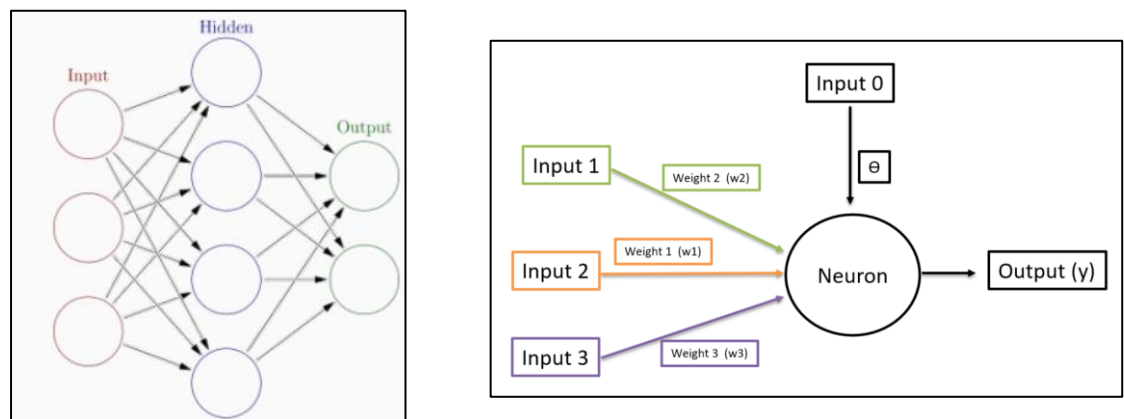 Hidden
Input
Output
Input 0
Input 1
Weight 2 (w2)
Ɵ
Input 2
Weight 1 (w1)
Neuron
Output (y)
Input 3
Weight 3 (w3)